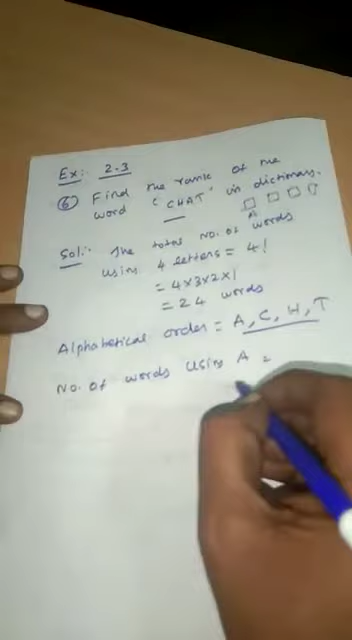 Ex:- 2.3
⑥ Find the rank of the
word "CHAT" in dictionary.
A
Sol:- The total no. of words
using 4 letters = 4!
= 4×3×2×1
= 24 words
Alphabetical order = A, C, H, T
No. of words using A =